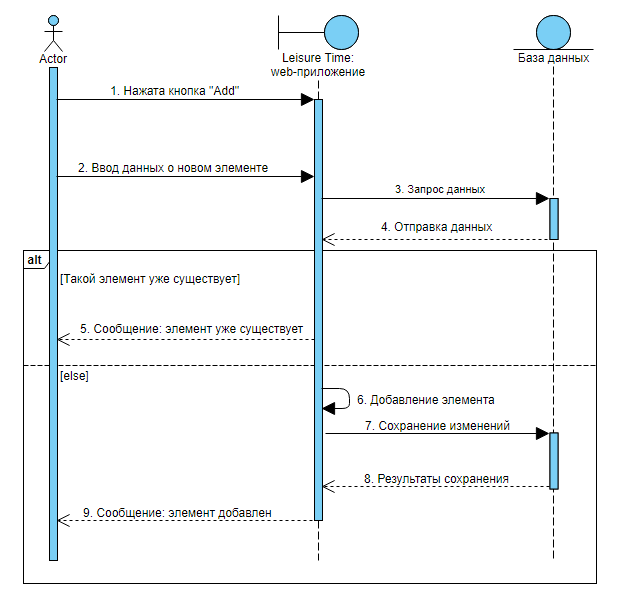 Actor
Leisure Time:
web-приложение
База данных
1. Нажата кнопка "Add"
2. Ввод данных о новом элементе
3. Запрос данных
4. Отправка данных
alt
[Такой элемент уже существует]
5. Сообщение: элемент уже существует
[else]
6. Добавление элемента
7. Сохранение изменений
8. Результаты сохранения
9. Сообщение: элемент добавлен